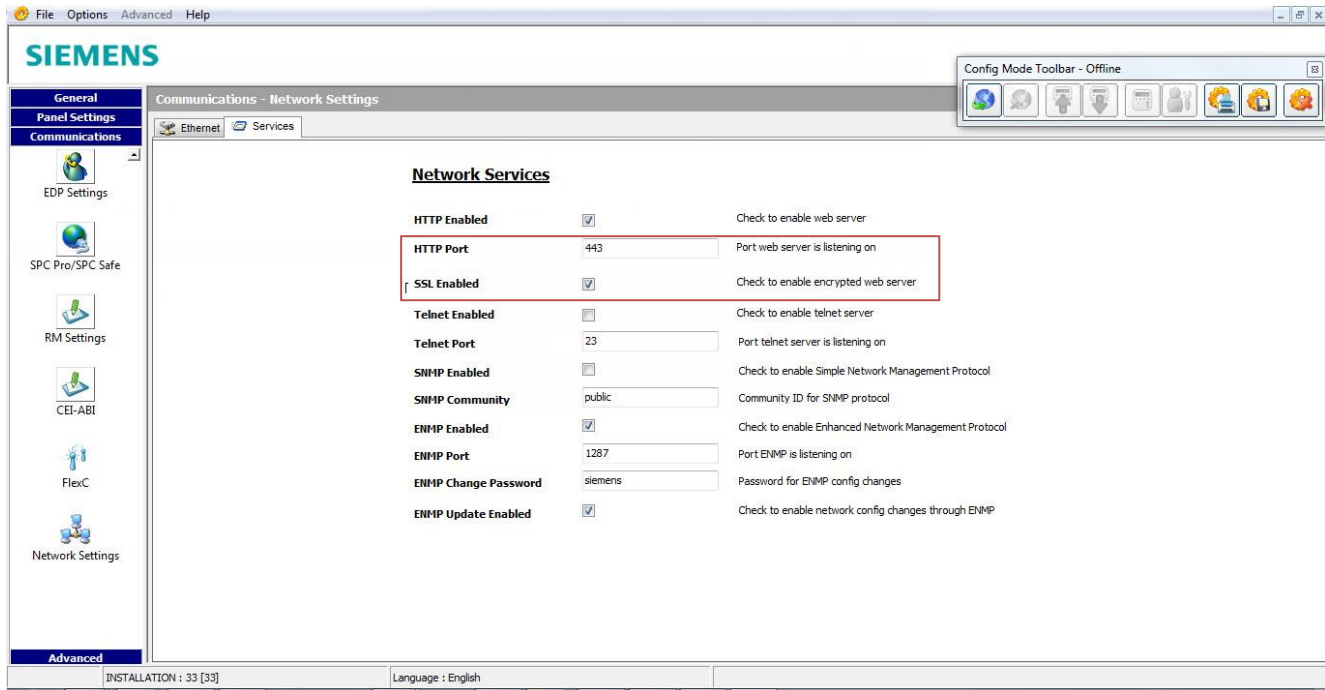 File Options Advanced Help
SIEMENS
Config Mode Toolbar - Offline
General
Panel Settings
Communications
EDP Settings
SPC Pro/SPC Safe
RM Settings
CEI-ABI
FlexC
Network Settings
Advanced
Communications - Network Settings
Ethernet Services
Network Services
HTTP Enabled Check to enable web server
HTTP Port 443 Port web server is listening on
SSL Enabled Check to enable encrypted web server
Telnet Enabled Check to enable telnet server
Telnet Port 23 Port telnet server is listening on
SNMP Enabled Check to enable Simple Network Management Protocol
SNMP Community public Community ID for SNMP protocol
ENMP Enabled Check to enable Enhanced Network Management Protocol
ENMP Port 1287 Port ENMP is listening on
ENMP Change Password siemens Password for ENMP config changes
ENMP Update Enabled Check to enable network config changes through ENMP
INSTALLATION : 33 [33] Language : English